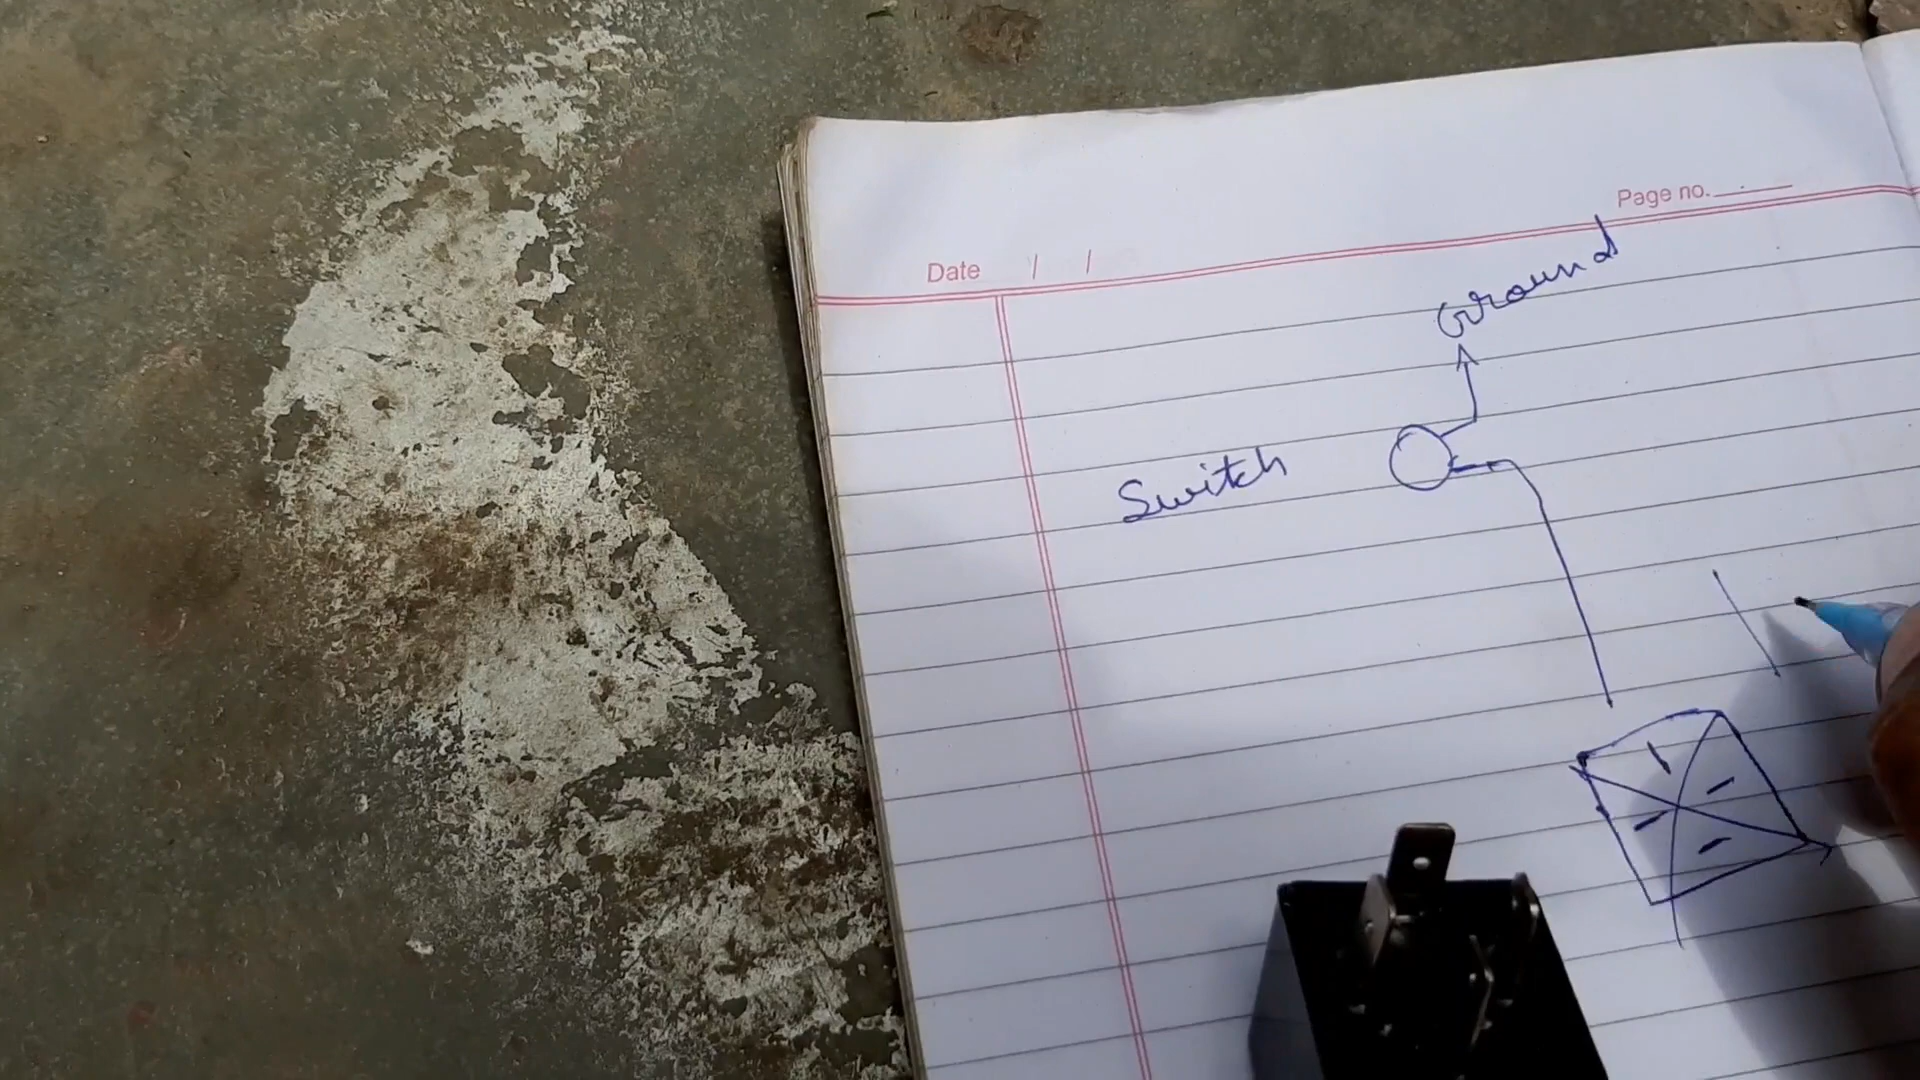 Page no.
Date / /
Ground
Switch